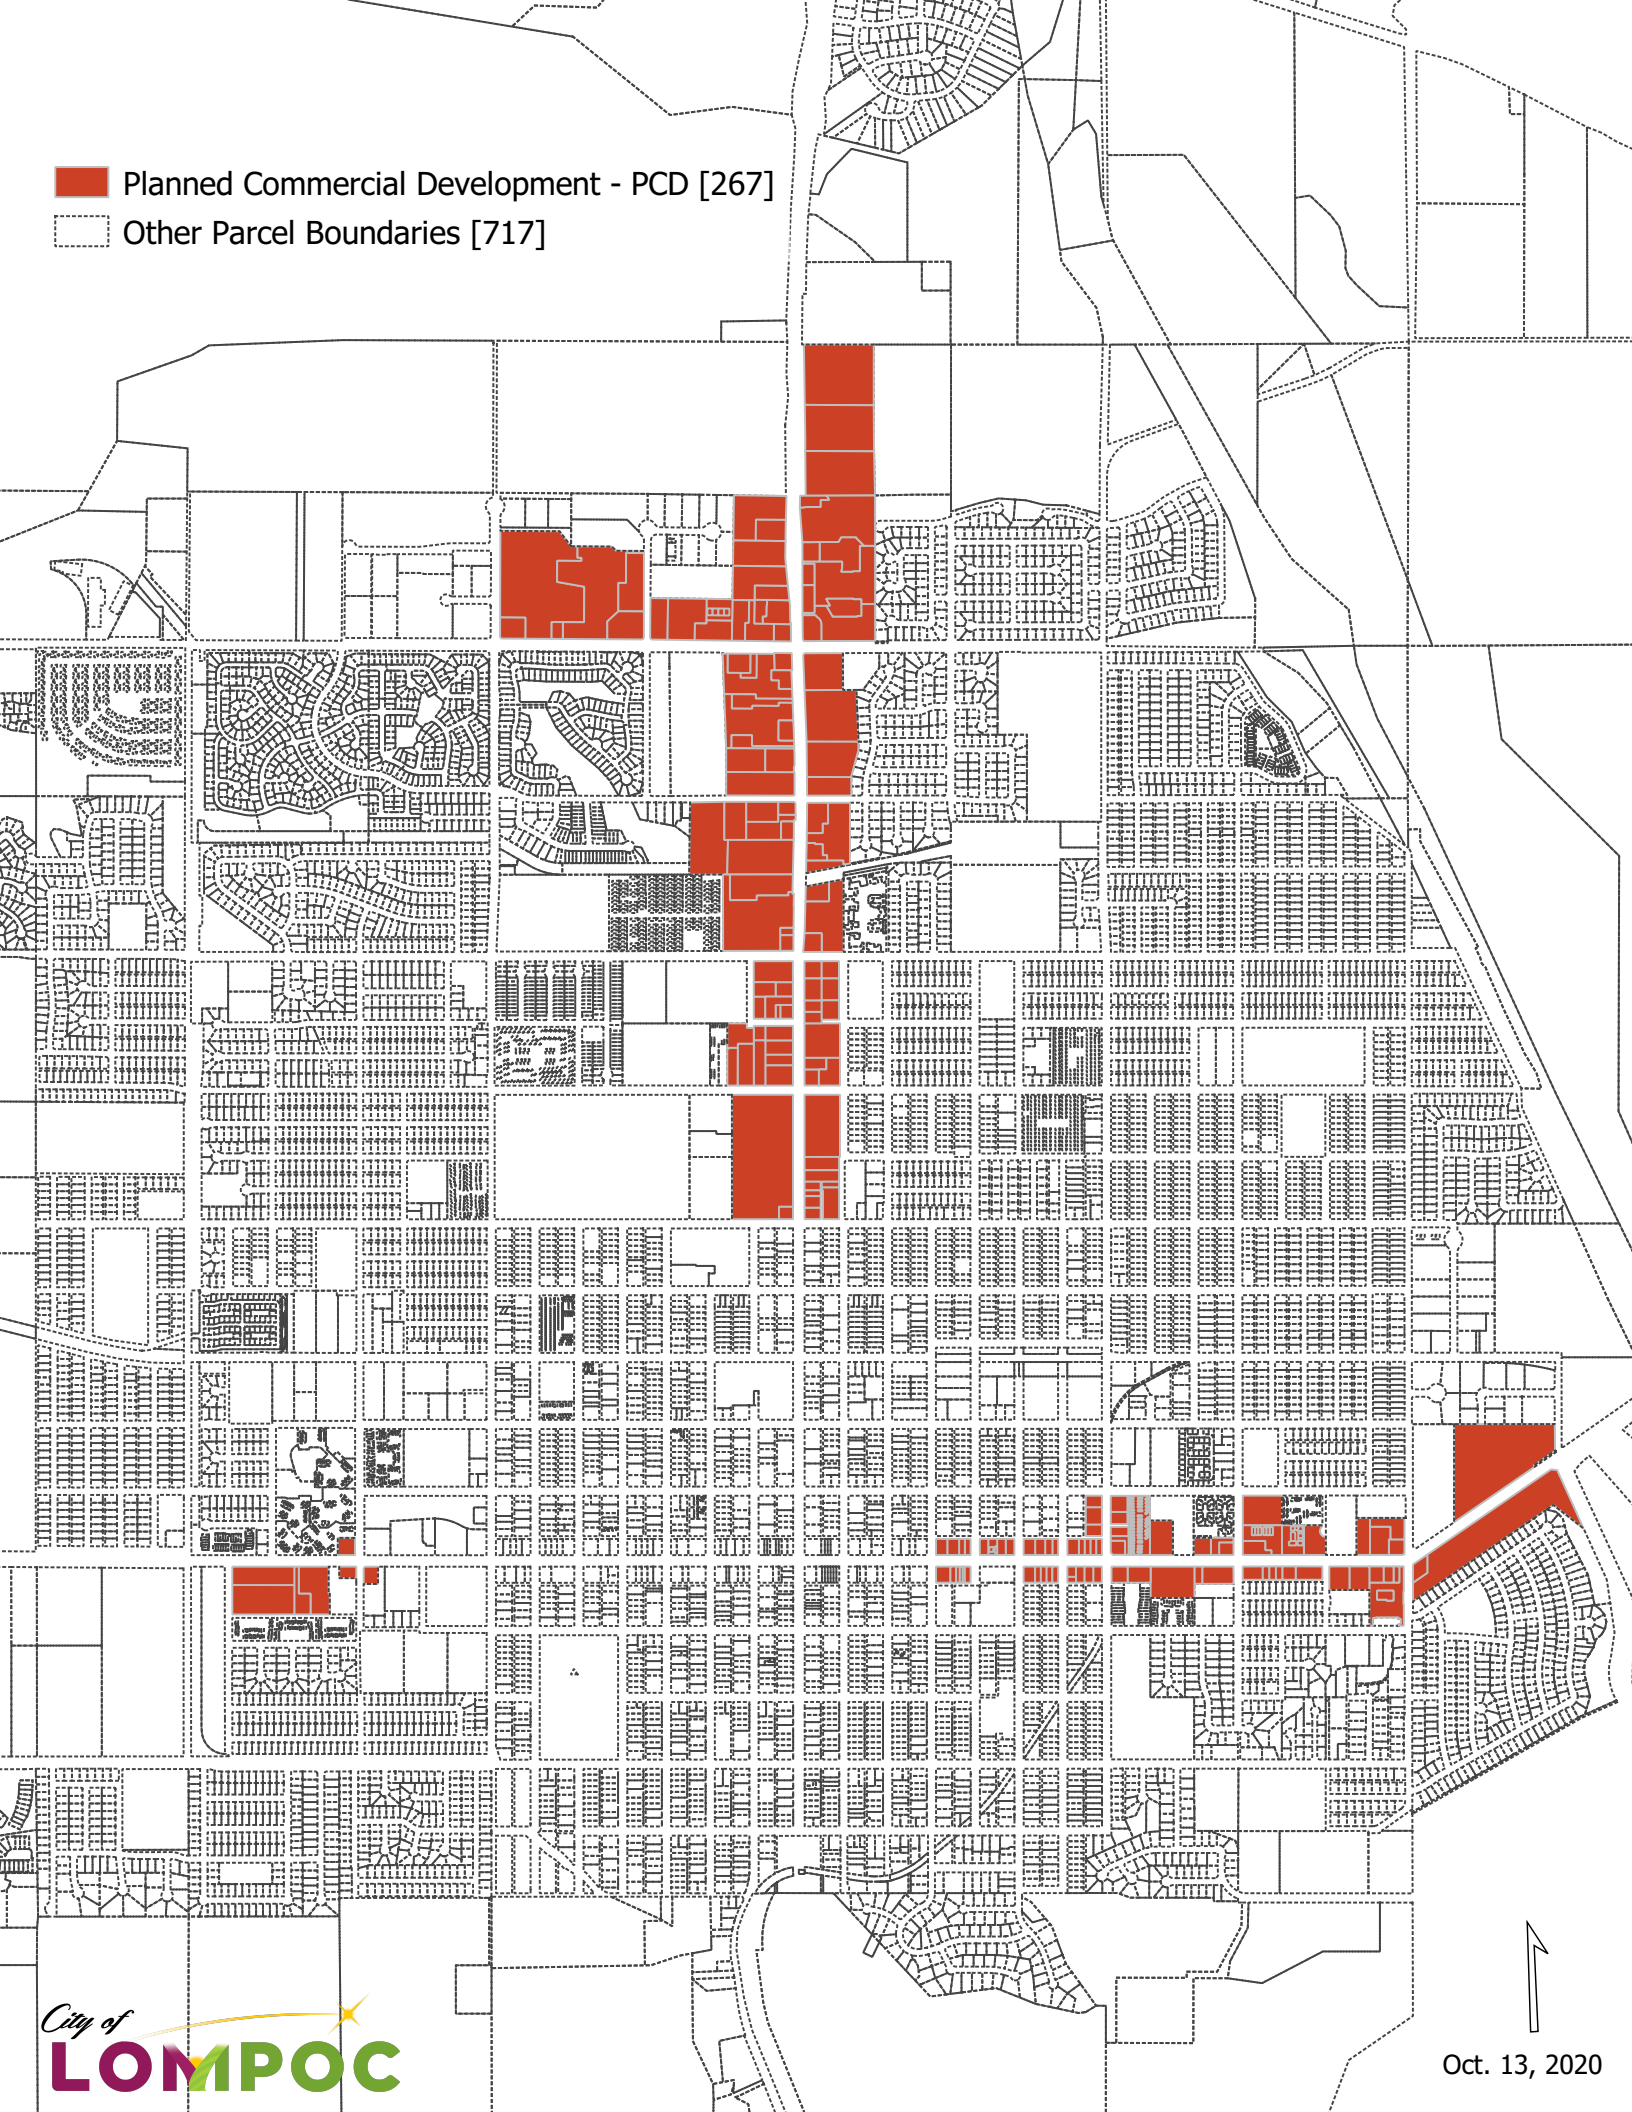 Planned Commercial Development - PCD [267]
Other Parcel Boundaries [717]
City of
LOMPOC
Oct. 13, 2020